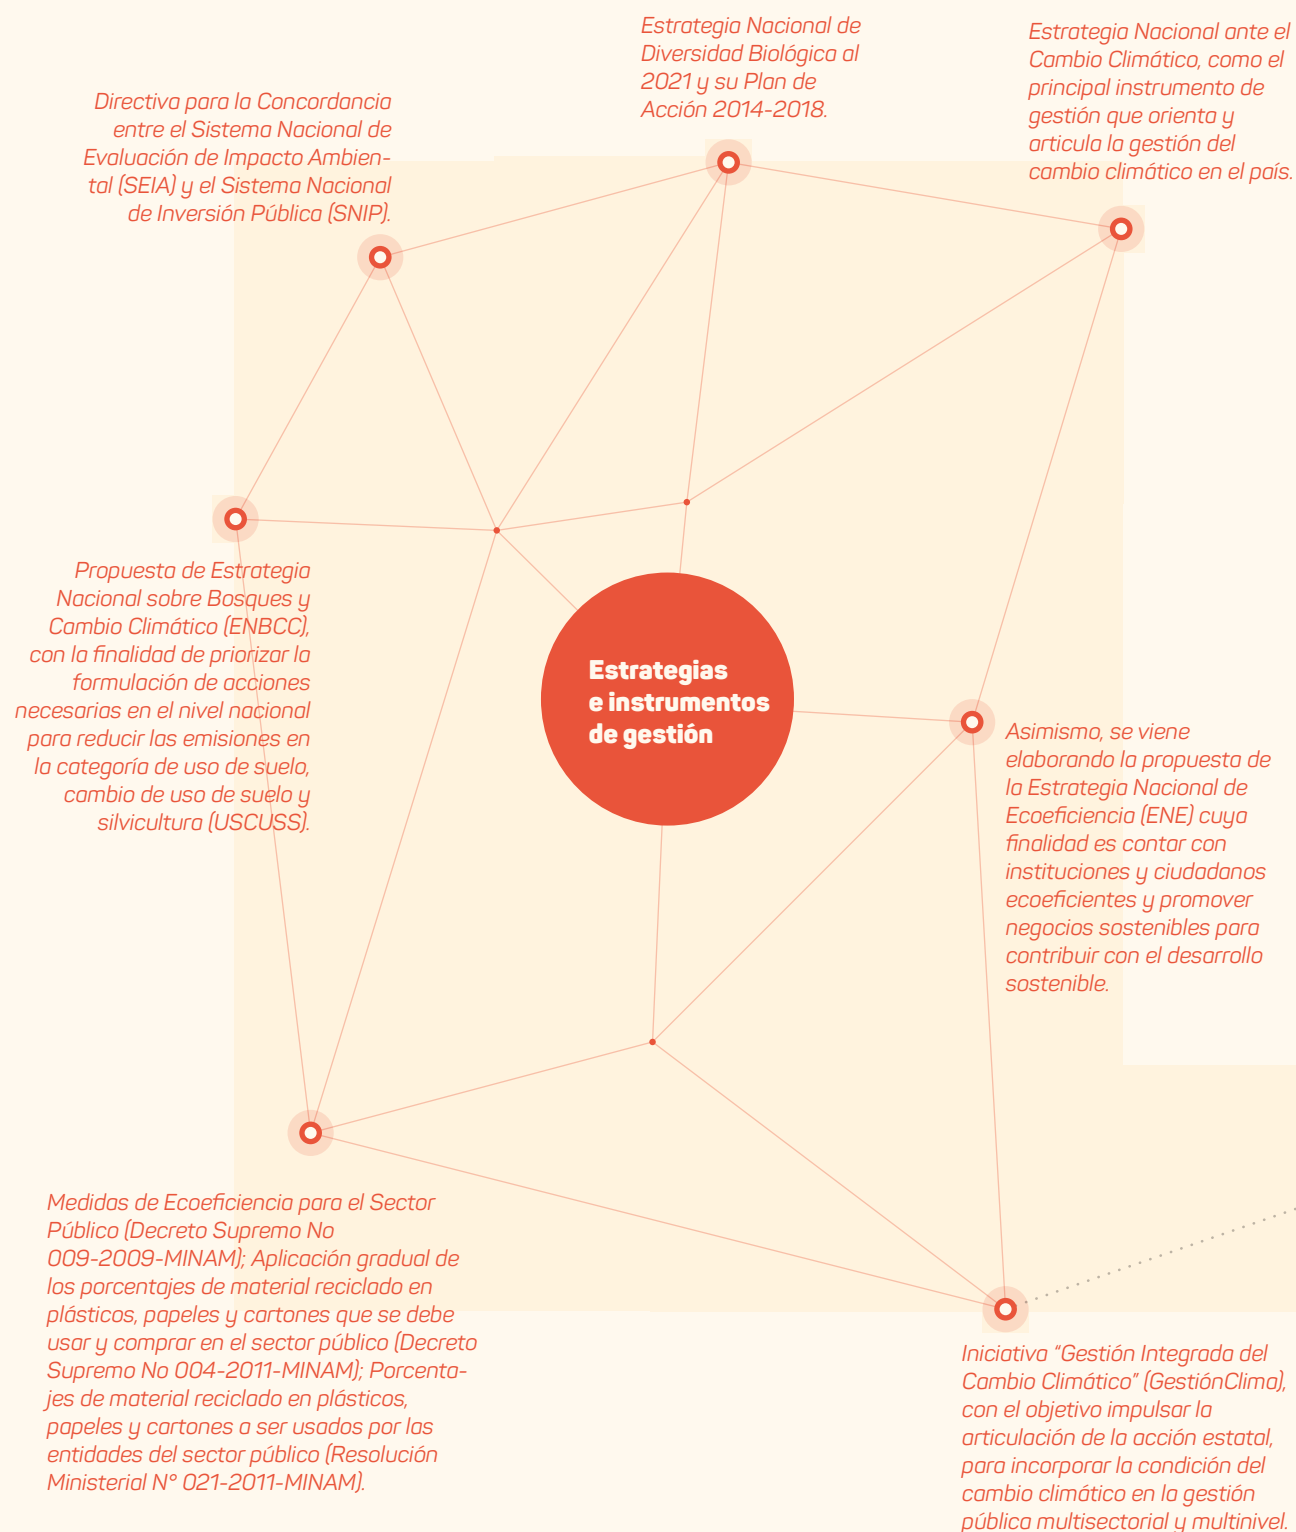 Estrategia Nacional de
Diversidad Biológica al
2021 y su Plan de
Acción 2014-2018.
Estrategia Nacional ante el
Cambio Climático, como el
principal instrumento de
gestión que orienta y
articula la gestión del
cambio climático en el país.
Directiva para la Concordancia
entre el Sistema Nacional de
Evaluación de Impacto Ambien-
tal (SEIA) y el Sistema Nacional
de Inversión Pública (SNIP).
Propuesta de Estrategia
Nacional sobre Bosques y
Cambio Climático (ENBCC),
con la finalidad de priorizar la
formulación de acciones
necesarias en el nivel nacional
para reducir las emisiones en
la categoría de uso de suelo,
cambio de uso de suelo y
silvicultura (USCUSS).
Estrategias
e instrumentos
de gestión
Asimismo, se viene
elaborando la propuesta de
la Estrategia Nacional de
Ecoeficiencia (ENE) cuya
finalidad es contar con
instituciones y ciudadanos
ecoeficientes y promover
negocios sostenibles para
contribuir con el desarrollo
sostenible.
Medidas de Ecoeficiencia para el Sector
Público (Decreto Supremo No
009-2009-MINAM); Aplicación gradual de
los porcentajes de material reciclado en
plásticos, papeles y cartones que se debe
usar y comprar en el sector público (Decreto
Supremo No 004-2011-MINAM); Porcenta-
jes de material reciclado en plásticos,
papeles y cartones a ser usados por las
entidades del sector público (Resolución
Ministerial N° 021-2011-MINAM).
Iniciativa “Gestión Integrada del
Cambio Climático” (GestiónClima),
con el objetivo impulsar la
articulación de la acción estatal,
para incorporar la condición del
cambio climático en la gestión
pública multisectorial y multinivel.